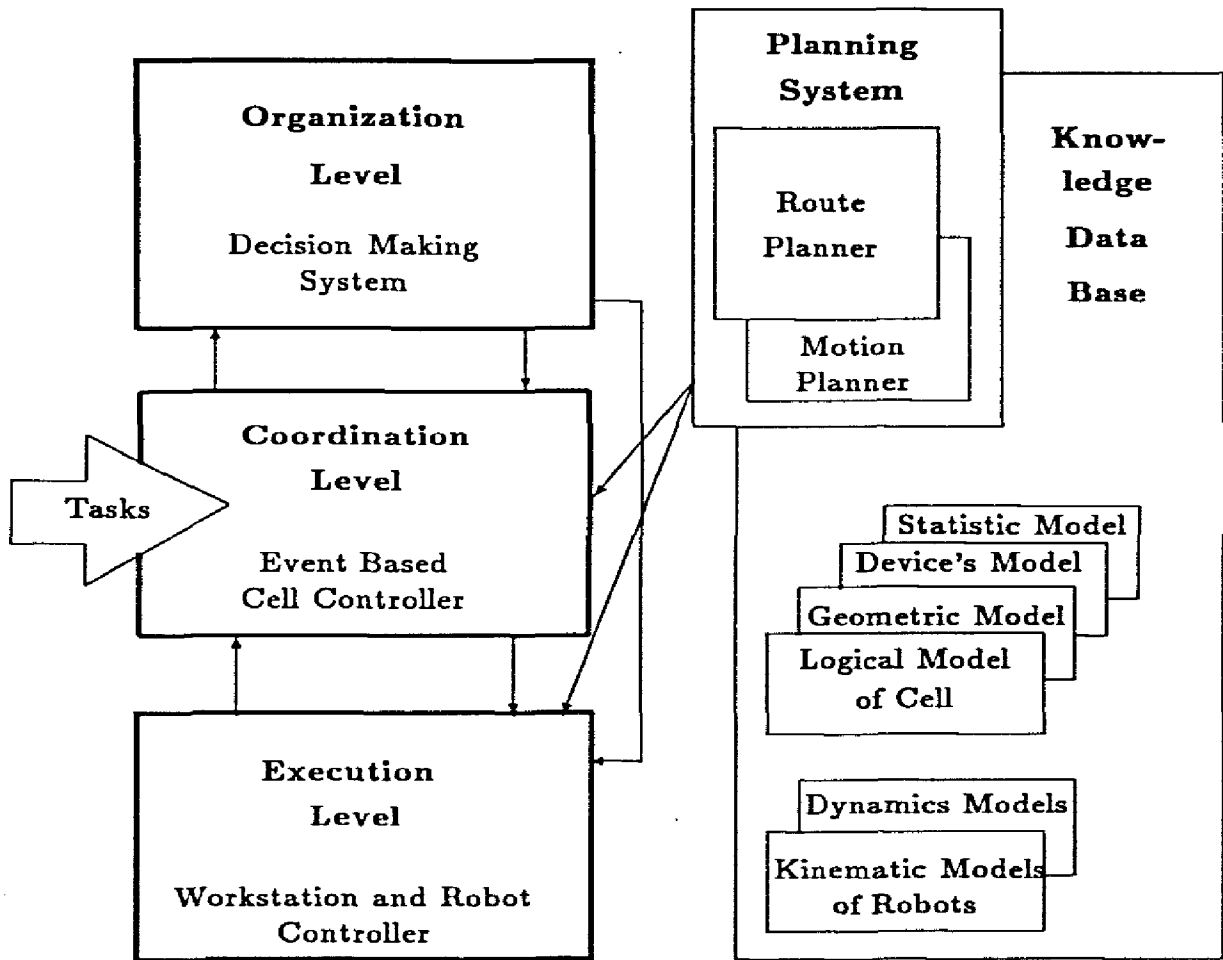 Organization
Level
Decision Making
System
Coordination
Level
Tasks
Event Based
Cell Controller
Execution
Level
Workstation and Robot
Controller
Planning
System
Route
Planner
Motion
Planner
Know-
ledge
Data
Base
Statistic Model
Device's Model
Geometric Model
Logical Model
of Cell
Dynamics Models
Kinematic Models
of Robots